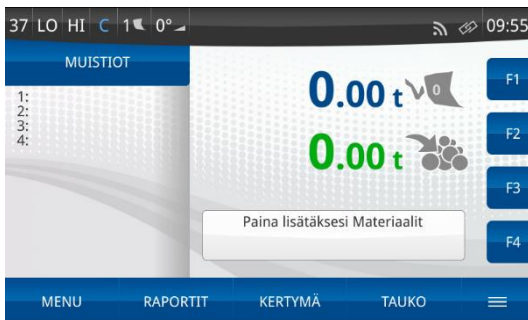 37 LO HI C 1 0° 09:55
MUISTIOT
1:
2:
3:
4:
0.00 t 0
0.00 t
Paina lisätäksesi Materiaalit
F1
F2
F3
F4
MENU RAPORTIT KERTYMÄ TAUKO